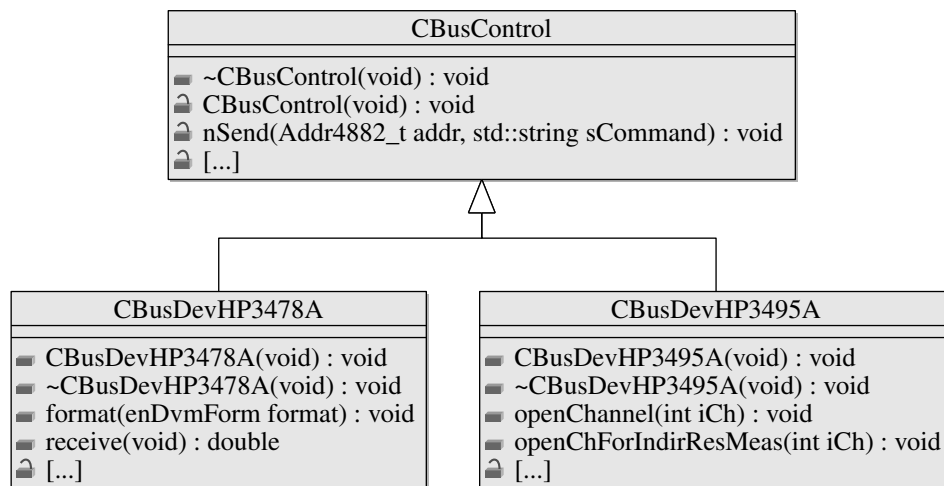 CBusControl
~CBusControl(void) : void
CBusControl(void) : void
nSend(Addr4882_t addr, std::string sCommand) : void
[...]
CBusDevHP3478A
CBusDevHP3478A(void) : void
~CBusDevHP3478A(void) : void
format(enDvmForm format) : void
receive(void) : double
[...]
CBusDevHP3495A
CBusDevHP3495A(void) : void
~CBusDevHP3495A(void) : void
openChannel(int iCh) : void
openChForIndirResMeas(int iCh) : void
[...]